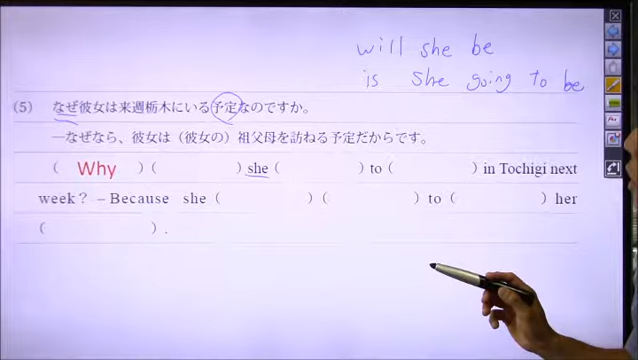 will she be
is she going to be
(5) なぜ彼女は来週栃木にいる予定なのですか。
―なぜなら、彼女は（彼女の）祖父母を訪ねる予定だからです。
( Why ) ( ) she ( ) to ( ) in Tochigi next
week? – Because she ( ) ( ) to ( ) her
( ) .